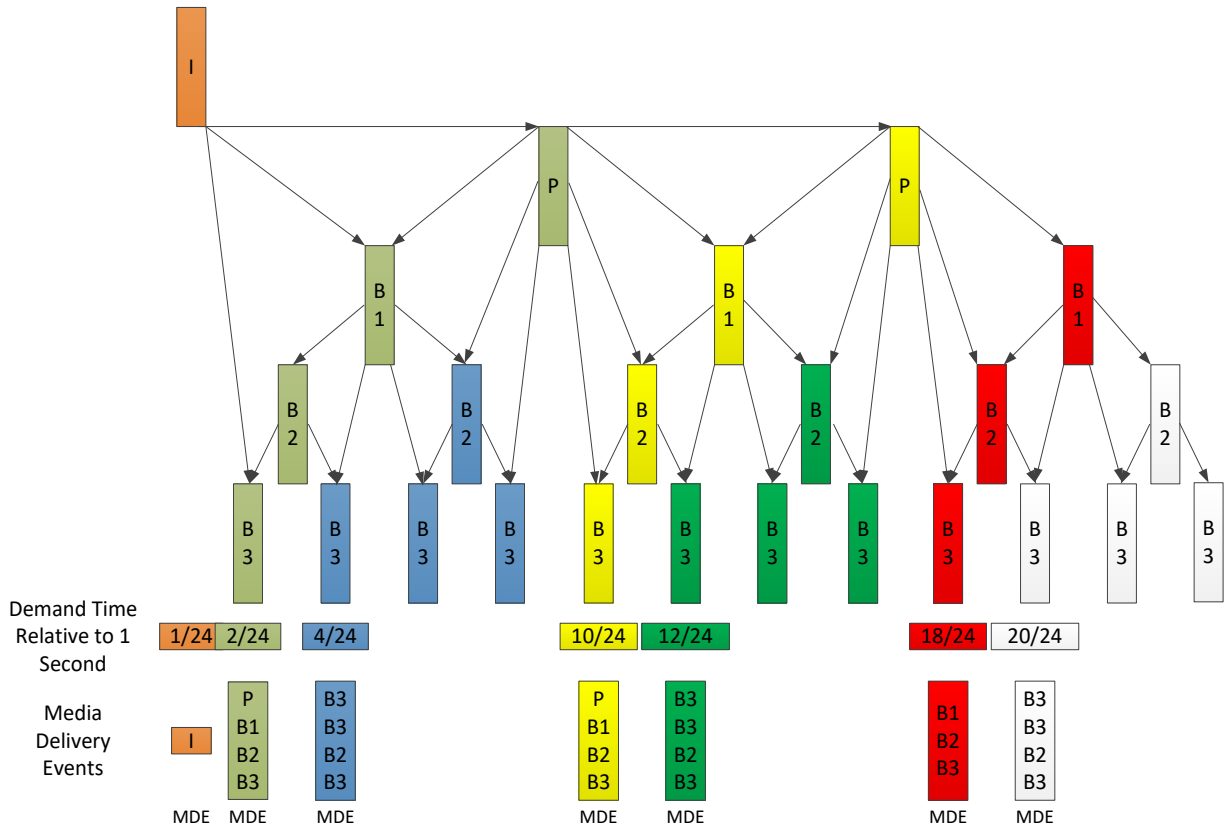 I
P
P
B
1
B
1
B
1
B
2
B
2
B
2
B
2
B
2
B
2
B
3
B
3
B
3
B
3
B
3
B
3
B
3
B
3
B
3
B
3
B
3
B
3
Demand Time
Relative to 1
Second
1/24 2/24 4/24 10/24 12/24 18/24 20/24
Media
Delivery
Events
I
P
B1
B2
B3
B3
B3
B2
B3
P
B1
B2
B3
B3
B3
B2
B3
B1
B2
B3
B3
B3
B2
B3
MDE MDE MDE MDE MDE MDE MDE